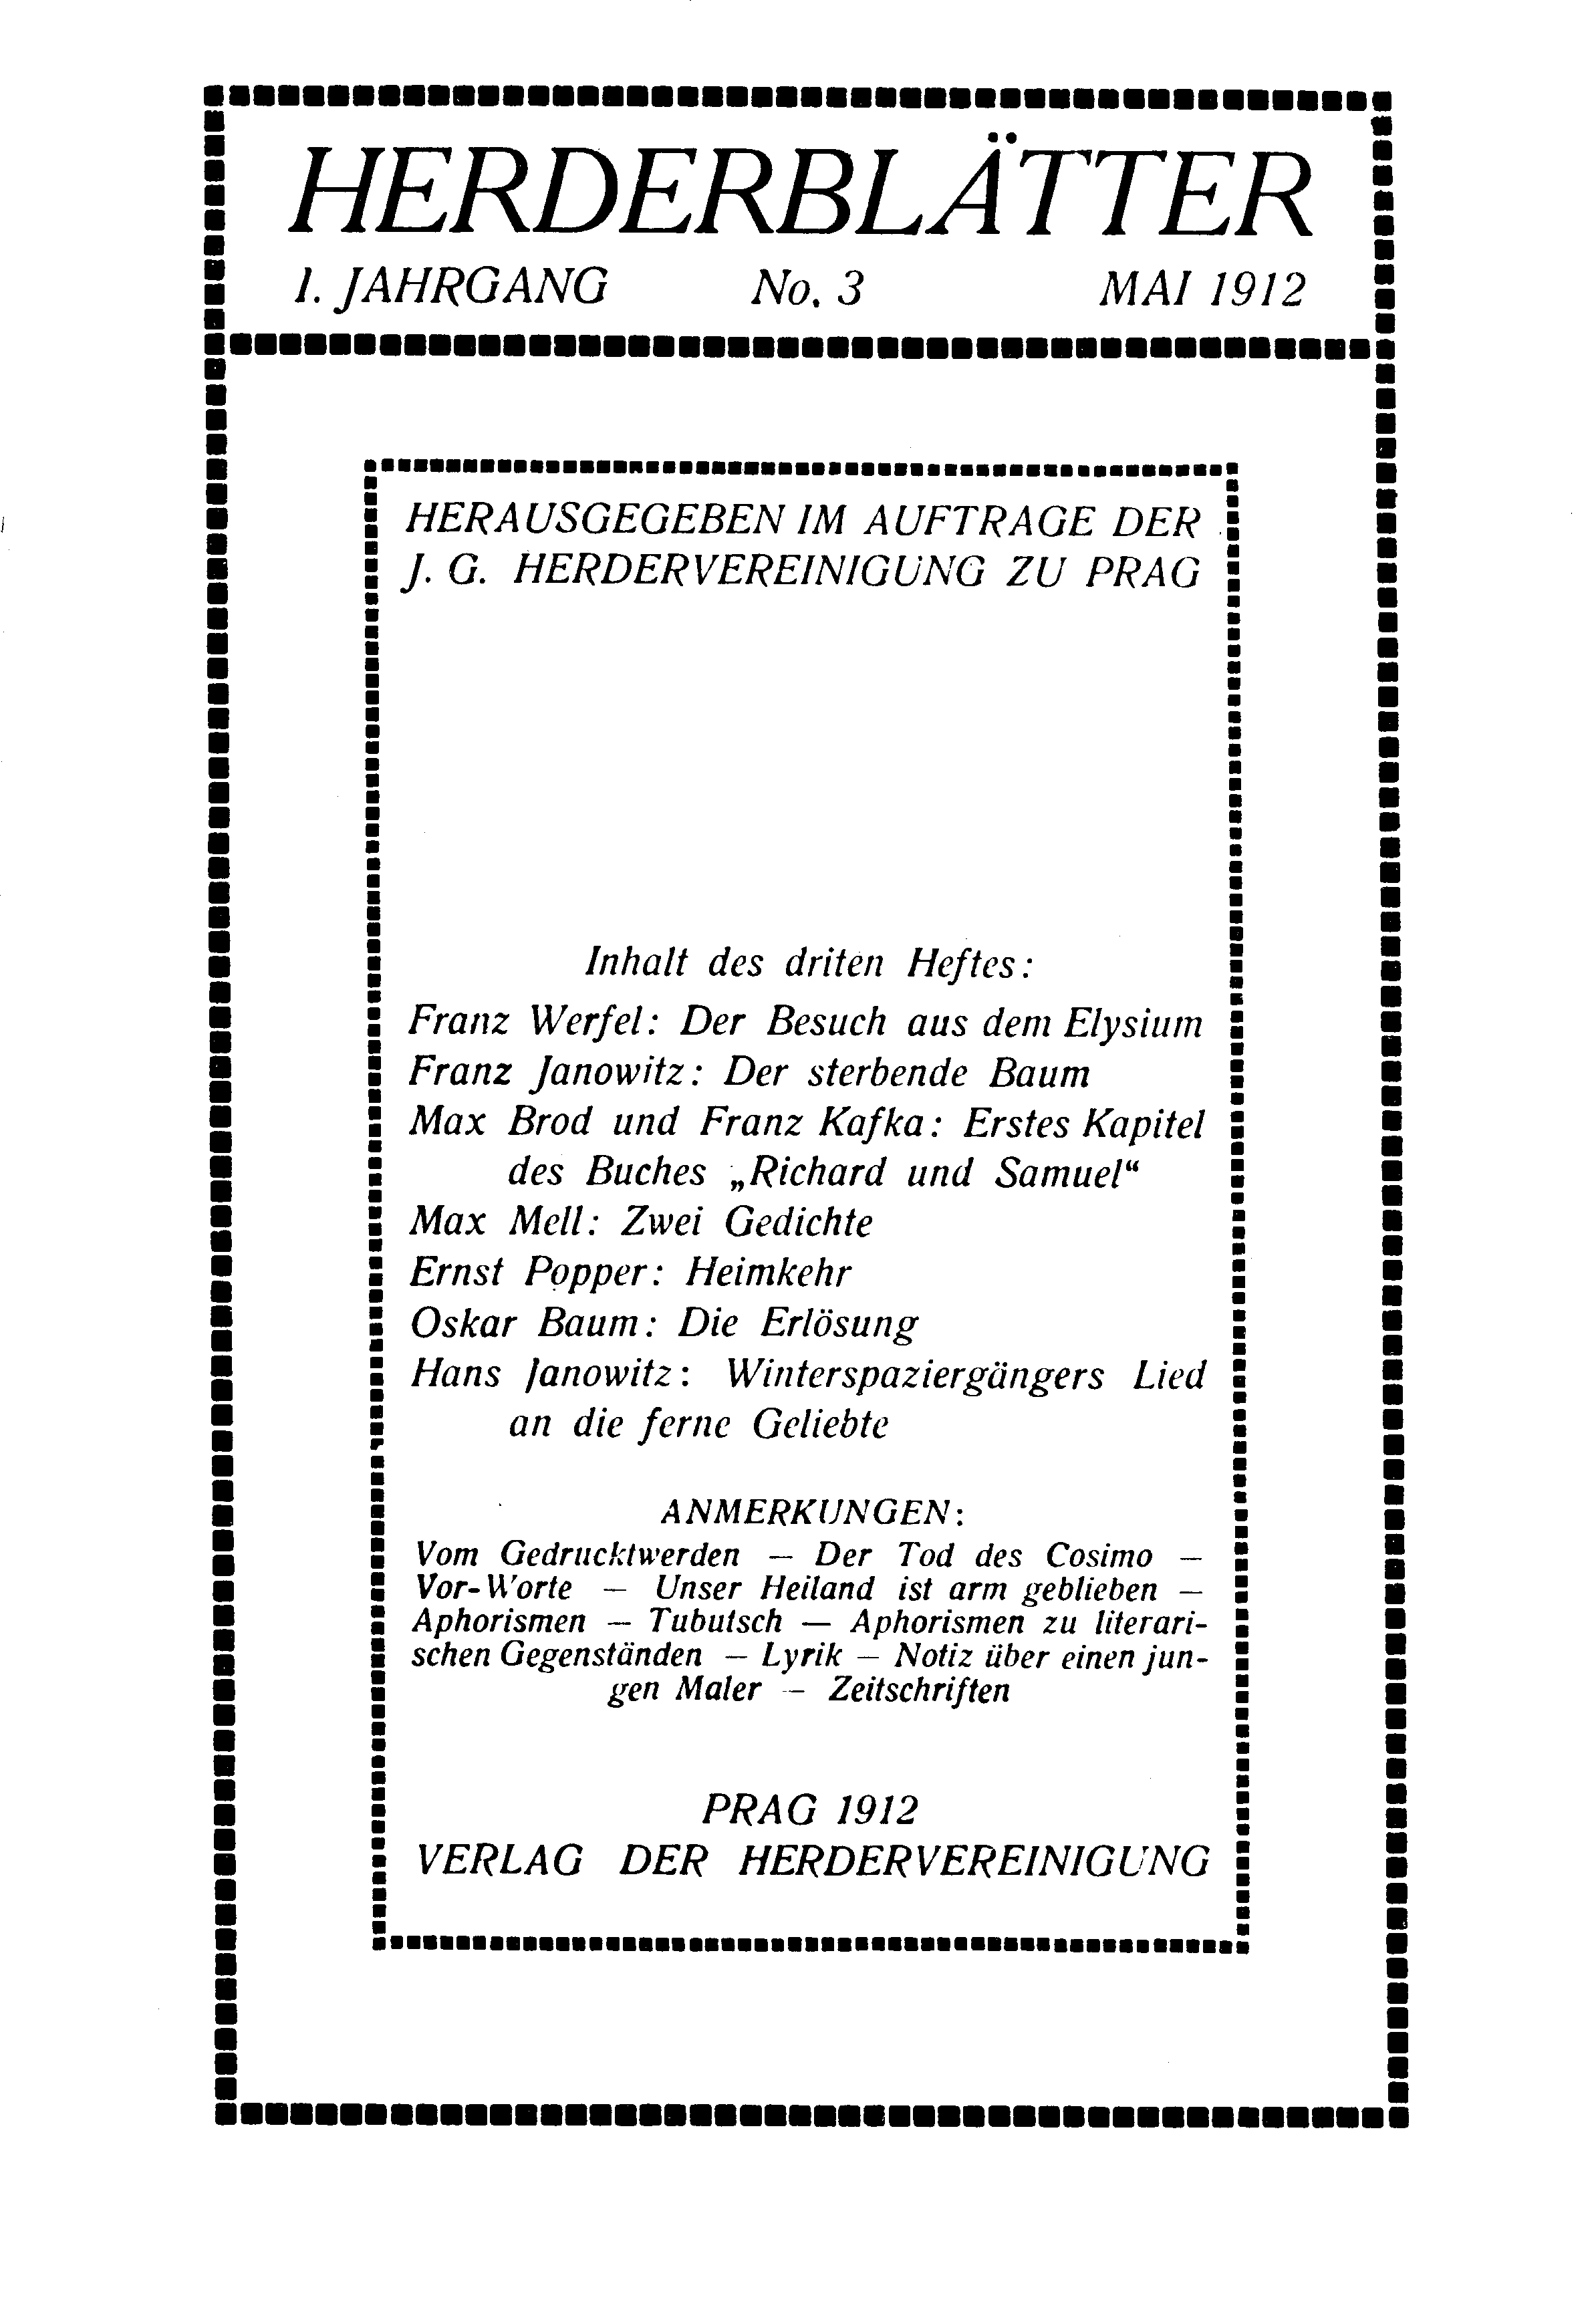 HERDERBLÄTTER
1. JAHRGANG No. 3 MAI 1912
HERAUSGEGEBEN IM AUFTRAGE DER
J. G. HERDERVEREINIGUNG ZU PRAG
Inhalt des driten Heftes:
Franz Werfel: Der Besuch aus dem Elysium
Franz Janowitz: Der sterbende Baum
Max Brod und Franz Kafka: Erstes Kapitel
des Buches „Richard und Samuel“
Max Mell: Zwei Gedichte
Ernst Popper: Heimkehr
Oskar Baum: Die Erlösung
Hans Janowitz: Winterspaziergängers Lied
an die ferne Geliebte
ANMERKUNGEN:
Vom Gedrucktwerden — Der Tod des Cosimo —
Vor-Worte — Unser Heiland ist arm geblieben —
Aphorismen — Tubutsch — Aphorismen zu literari-
schen Gegenständen — Lyrik — Notiz über einen jun-
gen Maler — Zeitschriften
PRAG 1912
VERLAG DER HERDERVEREINIGUNG